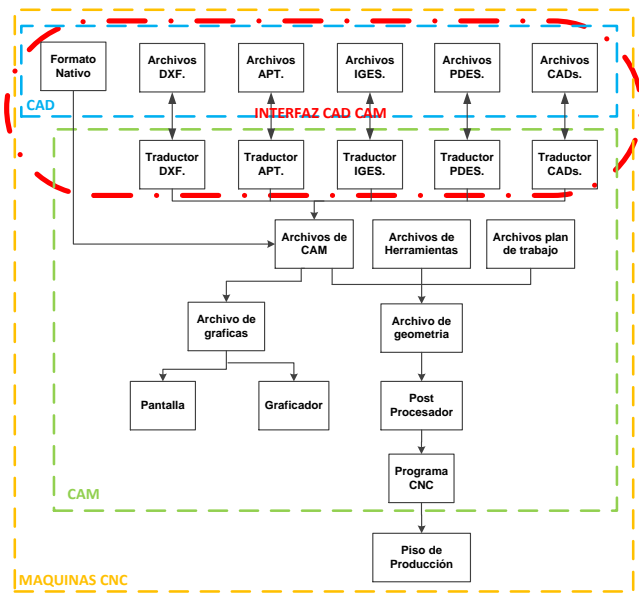 Formato
Nativo
Archivos
DXF.
Archivos
APT.
Archivos
IGES.
Archivos
PDES.
Archivos
CADs.
CAD
INTERFAZ CAD CAM
Traductor
DXF.
Traductor
APT.
Traductor
IGES.
Traductor
PDES.
Traductor
CADs.
Archivos de
CAM
Archivos de
Herramientas
Archivos plan
de trabajo
Archivo de
graficas
Archivo de
geometria
Pantalla
Graficador
Post
Procesador
Programa
CNC
CAM
Piso de
Producción
MAQUINAS CNC